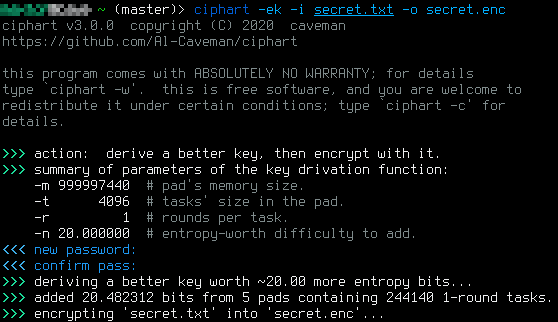 ~ (master)> ciphart -ek -i secret.txt -o secret.enc
ciphart v3.0.0  copyright (C) 2020  caveman
https://github.com/Al-Caveman/ciphart
this program comes with ABSOLUTELY NO WARRANTY; for details
type `ciphart -w'.  this is free software, and you are welcome to
redistribute it under certain conditions; type `ciphart -c' for
details.
>>> action:  derive a better key, then encrypt with it.
>>> summary of parameters of the key drivation function:
-m 999997440  # pad's memory size.
-t      4096  # tasks' size in the pad.
-r         1  # rounds per task.
-n 20.000000  # entropy-worth difficulty to add.
<<< new password:
<<< confirm pass:
>>> deriving a better key worth ~20.00 more entropy bits...
>>> added 20.482312 bits from 5 pads containing 244140 1-round tasks.
>>> encrypting 'secret.txt' into 'secret.enc'...